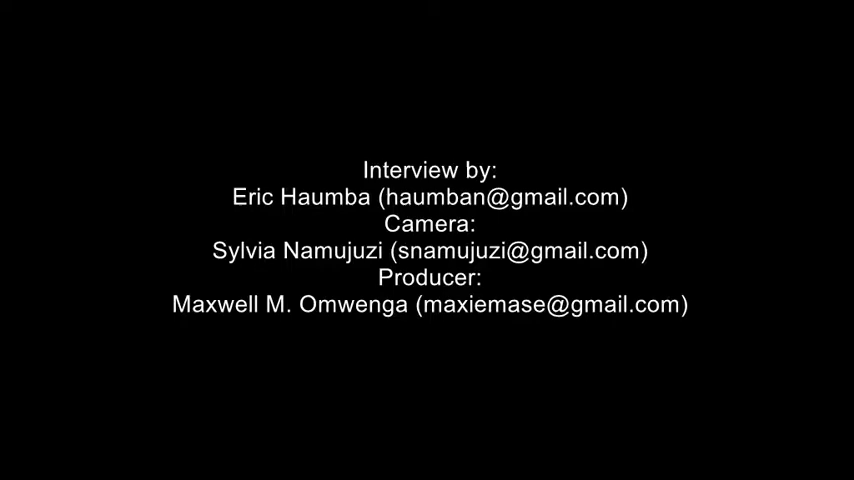 Interview by:
Eric Haumba (haumban@gmail.com)
Camera:
Sylvia Namujuzi (snamujuzi@gmail.com)
Producer:
Maxwell M. Omwenga (maxiemase@gmail.com)